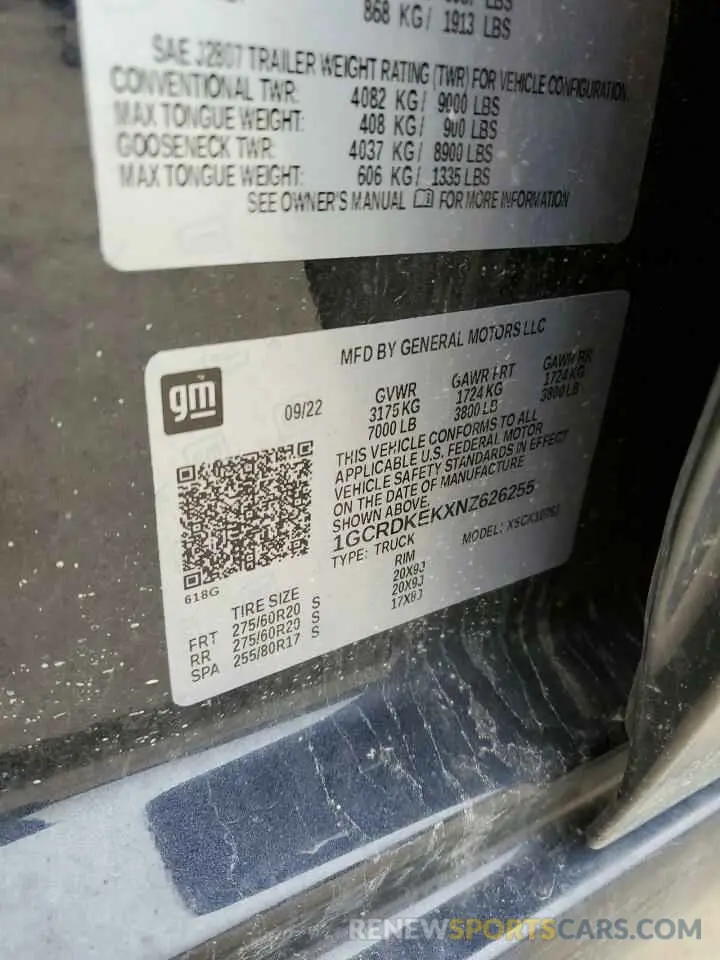 868 KG/ 1913 LBS
SAE J2807 TRAILER WEIGHT RATING (TWR) FOR VEHICLE CONFIGURATION
CONVENTIONAL TWR: 4082 KG/ 9000 LBS
MAX TONGUE WEIGHT: 408 KG/ 900 LBS
GOOSENECK TWR: 4037 KG/ 8900 LBS
MAX TONGUE WEIGHT: 606 KG/ 1335 LBS
SEE OWNER'S MANUAL FOR MORE INFORMATION
MFD BY GENERAL MOTORS LLC
gm
09/22
GVWR GAWR FRT GAWR RR
3175 KG 1724 KG 1724 KG
7000 LB 3800 LB 3800 LB
THIS VEHICLE CONFORMS TO ALL
APPLICABLE U.S. FEDERAL MOTOR
VEHICLE SAFETY STANDARDS IN EFFECT
ON THE DATE OF MANUFACTURE
SHOWN ABOVE.
1GCRDKEKXNZ626255
TYPE: TRUCK MODEL:
618G
TIRE SIZE RIM
FRT 275/60R20 S 20X9J
RR 275/60R20 S 20X9J
SPA 255/80R17 S 17X8J
RENEWSPORTSCARS.COM